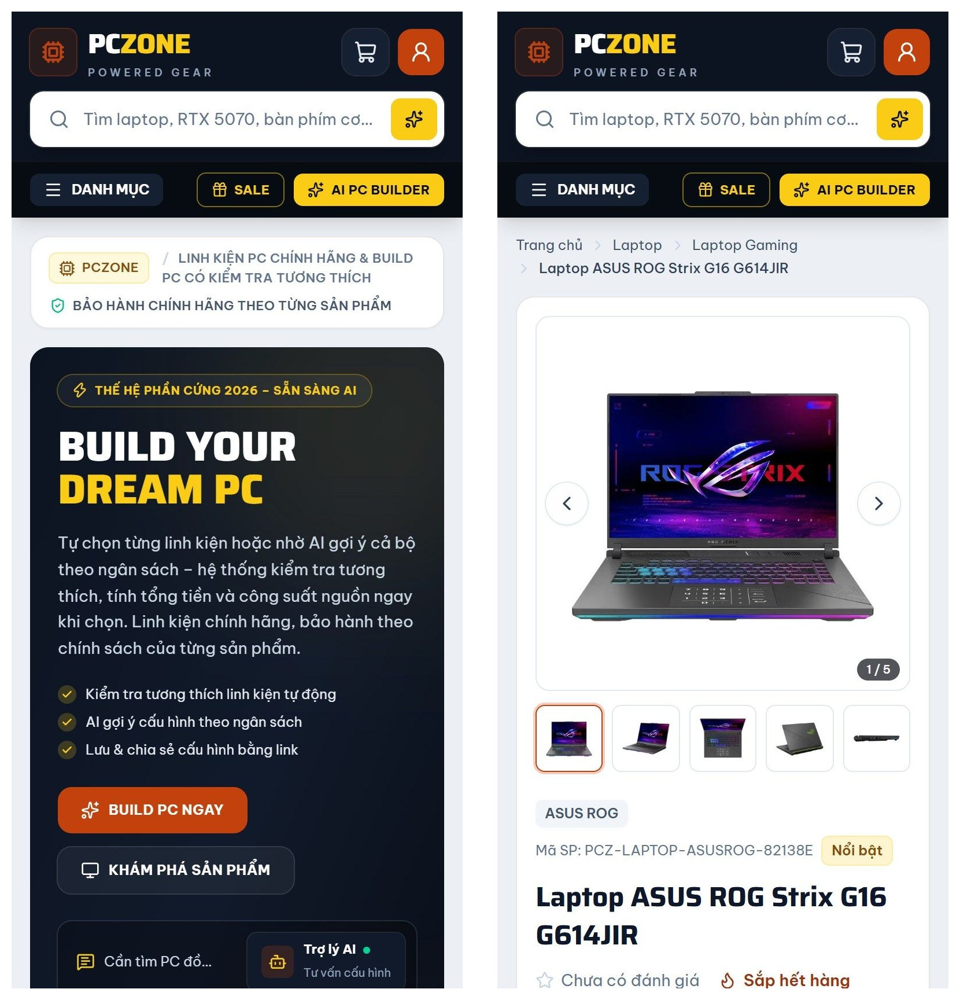 PCZONE
POWERED GEAR
Tìm laptop, RTX 5070, bàn phím cơ...
DANH MỤC
SALE
AI PC BUILDER
PCZONE
/ LINH KIỆN PC CHÍNH HÃNG & BUILD
PC CÓ KIỂM TRA TƯƠNG THÍCH
BẢO HÀNH CHÍNH HÃNG THEO TỪNG SẢN PHẨM
THẾ HỆ PHẦN CỨNG 2026 – SẴN SÀNG AI
BUILD YOUR
DREAM PC
Tự chọn từng linh kiện hoặc nhờ AI gợi ý cả bộ
theo ngân sách – hệ thống kiểm tra tương
thích, tính tổng tiền và công suất nguồn ngay
khi chọn. Linh kiện chính hãng, bảo hành theo
chính sách của từng sản phẩm.
Kiểm tra tương thích linh kiện tự động
AI gợi ý cấu hình theo ngân sách
Lưu & chia sẻ cấu hình bằng link
BUILD PC NGAY
KHÁM PHÁ SẢN PHẨM
Cần tìm PC đồ...
Trợ lý AI
Tư vấn cấu hình
PCZONE
POWERED GEAR
Tìm laptop, RTX 5070, bàn phím cơ...
DANH MỤC
SALE
AI PC BUILDER
Trang chủ > Laptop > Laptop Gaming
> Laptop ASUS ROG Strix G16 G614JIR
ROG STRIX
ROG STRIX
1 / 5
ASUS ROG
Mã SP: PCZ-LAPTOP-ASUSROG-82138E
Nổi bật
Laptop ASUS ROG Strix G16
G614JIR
Chưa có đánh giá
Sắp hết hàng